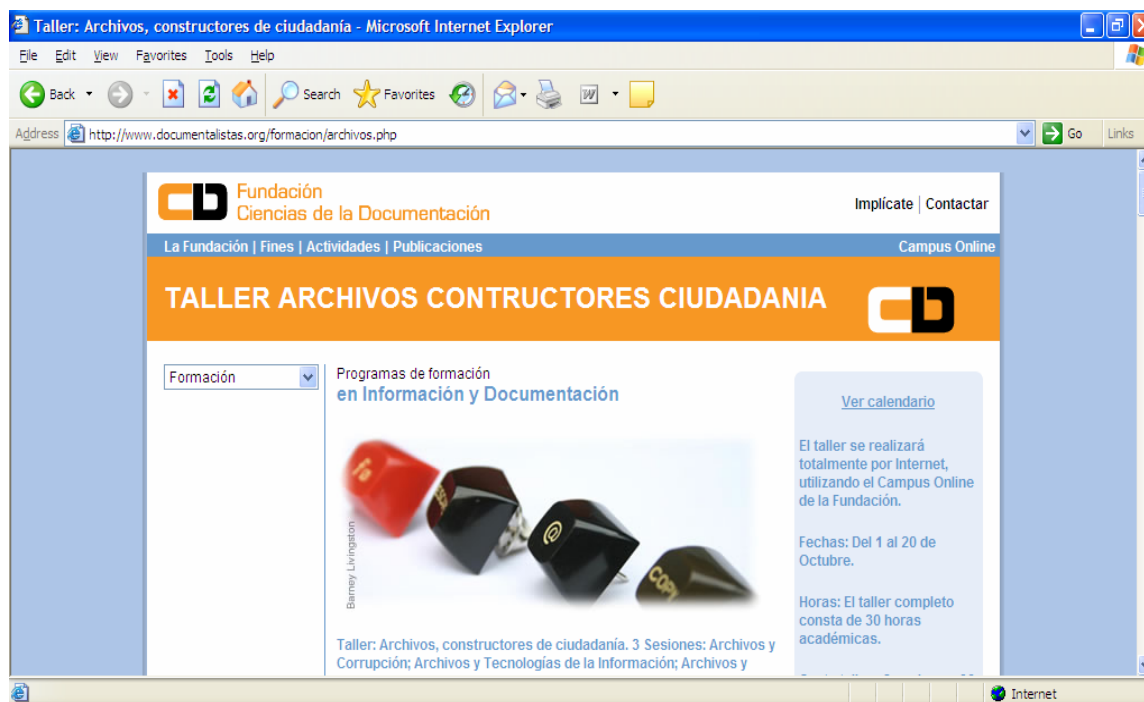 Taller: Archivos, constructores de ciudadanía - Microsoft Internet Explorer
File Edit View Favorites Tools Help
Back Search Favorites
Address http://www.documentalistas.org/formacion/archivos.php Go Links
CD Fundación
Ciencias de la Documentación
Implícate | Contactar
La Fundación | Fines | Actividades | Publicaciones Campus Online
TALLER ARCHIVOS CONTRUCTORES CIUDADANIA CD
Formación
Programas de formación
en Información y Documentación
@
COPY
Barney Livingston
Taller: Archivos, constructores de ciudadanía. 3 Sesiones: Archivos y
Corrupción; Archivos y Tecnologías de la Información; Archivos y
Ver calendario
El taller se realizará
totalmente por Internet,
utilizando el Campus Online
de la Fundación.
Fechas: Del 1 al 20 de
Octubre.
Horas: El taller completo
consta de 30 horas
académicas.
Internet